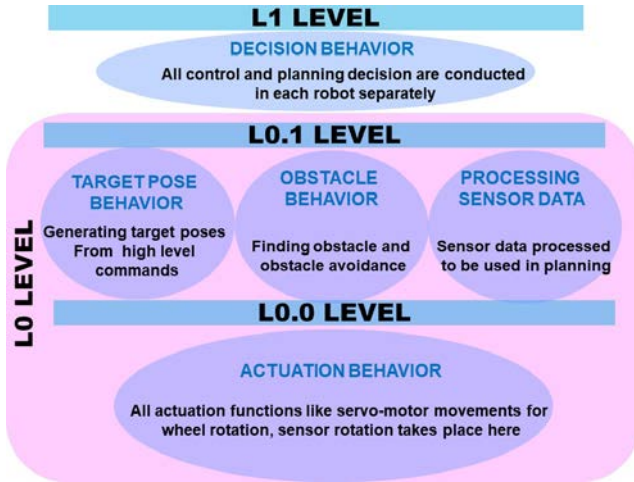 L1 LEVEL
DECISION BEHAVIOR
All control and planning decision are conducted
in each robot separately
L0 LEVEL
L0.1 LEVEL
TARGET POSE
BEHAVIOR
Generating target poses
From high level
commands
OBSTACLE
BEHAVIOR
Finding obstacle and
obstacle avoidance
PROCESSING
SENSOR DATA
Sensor data processed
to be used in planning
L0.0 LEVEL
ACTUATION BEHAVIOR
All actuation functions like servo-motor movements for
wheel rotation, sensor rotation takes place here